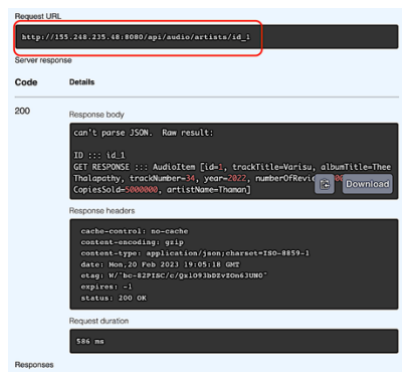 Request URL
http://155.248.235.48:8080/api/audio/artists/id_1
Server response
Code Details
200
Response body
can't parse JSON. Raw result:
ID ::: id_1
GET RESPONSE ::: AudioItem [id=1, trackTitle=Varisu, albumTitle=Thee
Thalapathy, trackNumber=34, year=2022, numberOfRevie
CopiesSold=5000000, artistName=Thaman]
Download
Response headers
cache-control: no-cache
content-encoding: gzip
content-type: application/json;charset=ISO-8859-1
date: Mon,20 Feb 2023 19:05:18 GMT
expires: -1
status: 200 OK
Request duration
586 ms
Responses